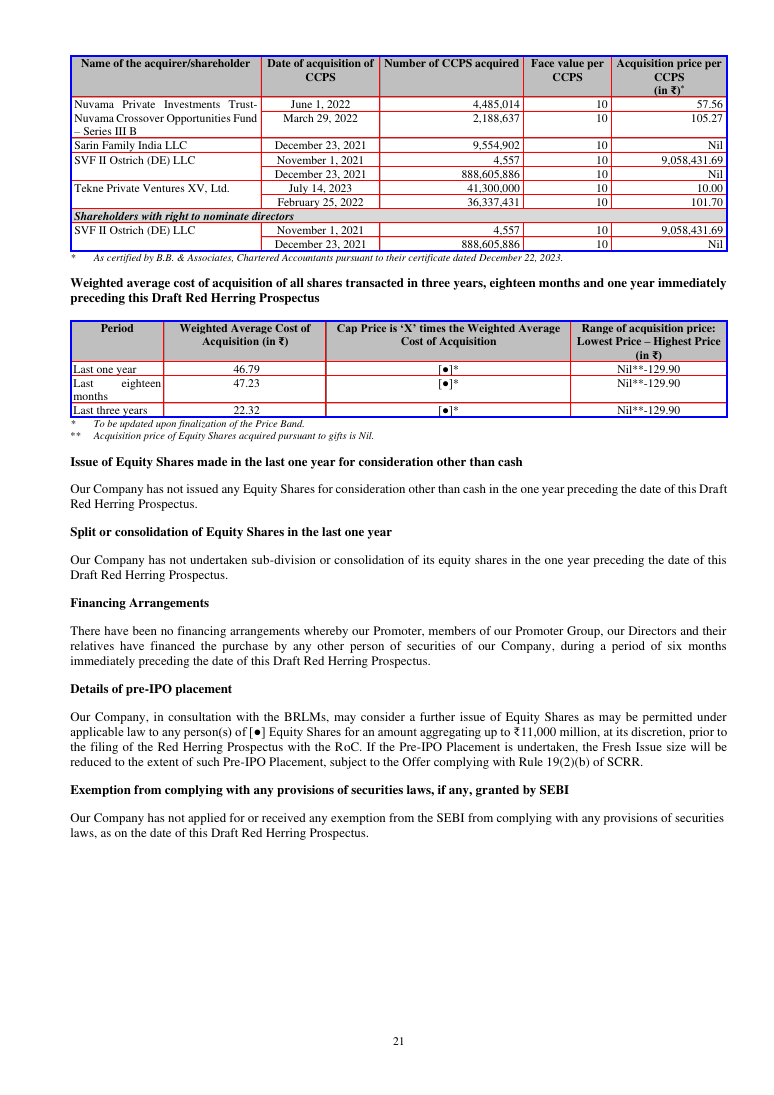 Name of the acquirer/shareholder Date of acquisition of CCPS Number of CCPS acquired Face value per CCPS Acquisition price per CCPS (in ₹)*
Nuvama Private Investments Trust- June 1, 2022 4,485,014 10 57.56
Nuvama Crossover Opportunities Fund – Series III B March 29, 2022 2,188,637 10 105.27
Sarin Family India LLC December 23, 2021 9,554,902 10 Nil
SVF II Ostrich (DE) LLC November 1, 2021 4,557 10 9,058,431.69
December 23, 2021 888,605,886 10 Nil
Tekne Private Ventures XV, Ltd. July 14, 2023 41,300,000 10 10.00
February 25, 2022 36,337,431 10 101.70
Shareholders with right to nominate directors
SVF II Ostrich (DE) LLC November 1, 2021 4,557 10 9,058,431.69
December 23, 2021 888,605,886 10 Nil
* As certified by B.B. & Associates, Chartered Accountants pursuant to their certificate dated December 22, 2023.
Weighted average cost of acquisition of all shares transacted in three years, eighteen months and one year immediately
preceding this Draft Red Herring Prospectus
Period Weighted Average Cost of Acquisition (in ₹) Cap Price is ‘X’ times the Weighted Average Cost of Acquisition Range of acquisition price: Lowest Price – Highest Price (in ₹)
Last one year 46.79 [●]* Nil**-129.90
Last eighteen months 47.23 [●]* Nil**-129.90
Last three years 22.32 [●]* Nil**-129.90
* To be updated upon finalization of the Price Band.
** Acquisition price of Equity Shares acquired pursuant to gifts is Nil.
Issue of Equity Shares made in the last one year for consideration other than cash
Our Company has not issued any Equity Shares for consideration other than cash in the one year preceding the date of this Draft
Red Herring Prospectus.
Split or consolidation of Equity Shares in the last one year
Our Company has not undertaken sub-division or consolidation of its equity shares in the one year preceding the date of this
Draft Red Herring Prospectus.
Financing Arrangements
There have been no financing arrangements whereby our Promoter, members of our Promoter Group, our Directors and their
relatives have financed the purchase by any other person of securities of our Company, during a period of six months
immediately preceding the date of this Draft Red Herring Prospectus.
Details of pre-IPO placement
Our Company, in consultation with the BRLMs, may consider a further issue of Equity Shares as may be permitted under
applicable law to any person(s) of [●] Equity Shares for an amount aggregating up to ₹11,000 million, at its discretion, prior to
the filing of the Red Herring Prospectus with the RoC. If the Pre-IPO Placement is undertaken, the Fresh Issue size will be
reduced to the extent of such Pre-IPO Placement, subject to the Offer complying with Rule 19(2)(b) of SCRR.
Exemption from complying with any provisions of securities laws, if any, granted by SEBI
Our Company has not applied for or received any exemption from the SEBI from complying with any provisions of securities
laws, as on the date of this Draft Red Herring Prospectus.
21